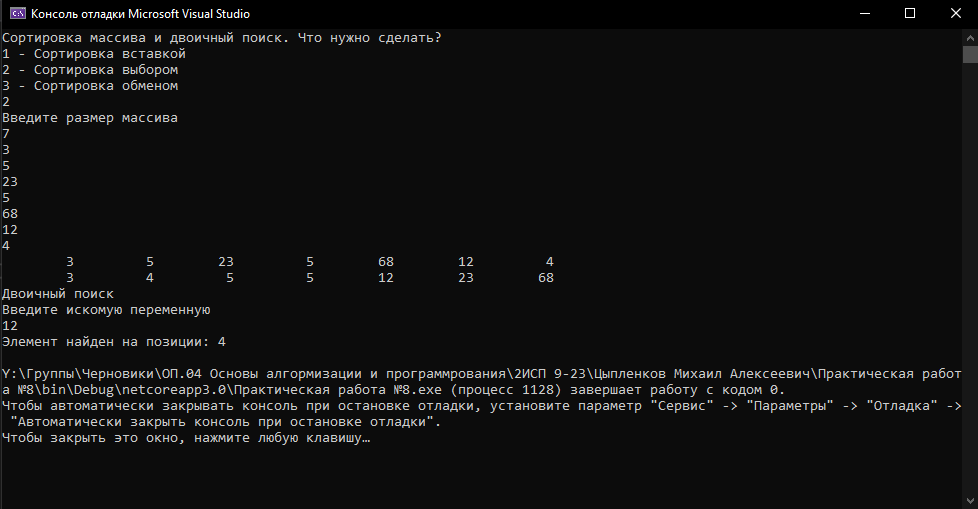 Консоль отладки Microsoft Visual Studio
Сортировка массива и двоичный поиск. Что нужно сделать?
1 - Сортировка вставкой
2 - Сортировка выбором
3 - Сортировка обменом
2
Введите размер массива
7
3
5
23
5
68
12
4
3 5 23 5 68 12 4
3 4 5 5 12 23 68
Двоичный поиск
Введите искомую переменную
12
Элемент найден на позиции: 4
Y:\Группы\Черновики\ОП.04 Основы алгормизации и программрования\2ИСП 9-23\Цыпленков Михаил Алексеевич\Практическая работ
а №8\bin\Debug\netcoreapp3.0\Практическая работа №8.exe (процесс 1128) завершает работу с кодом 0.
Чтобы автоматически закрывать консоль при остановке отладки, установите параметр "Сервис" -> "Параметры" -> "Отладка" ->
"Автоматически закрыть консоль при остановке отладки".
Чтобы закрыть это окно, нажмите любую клавишу…